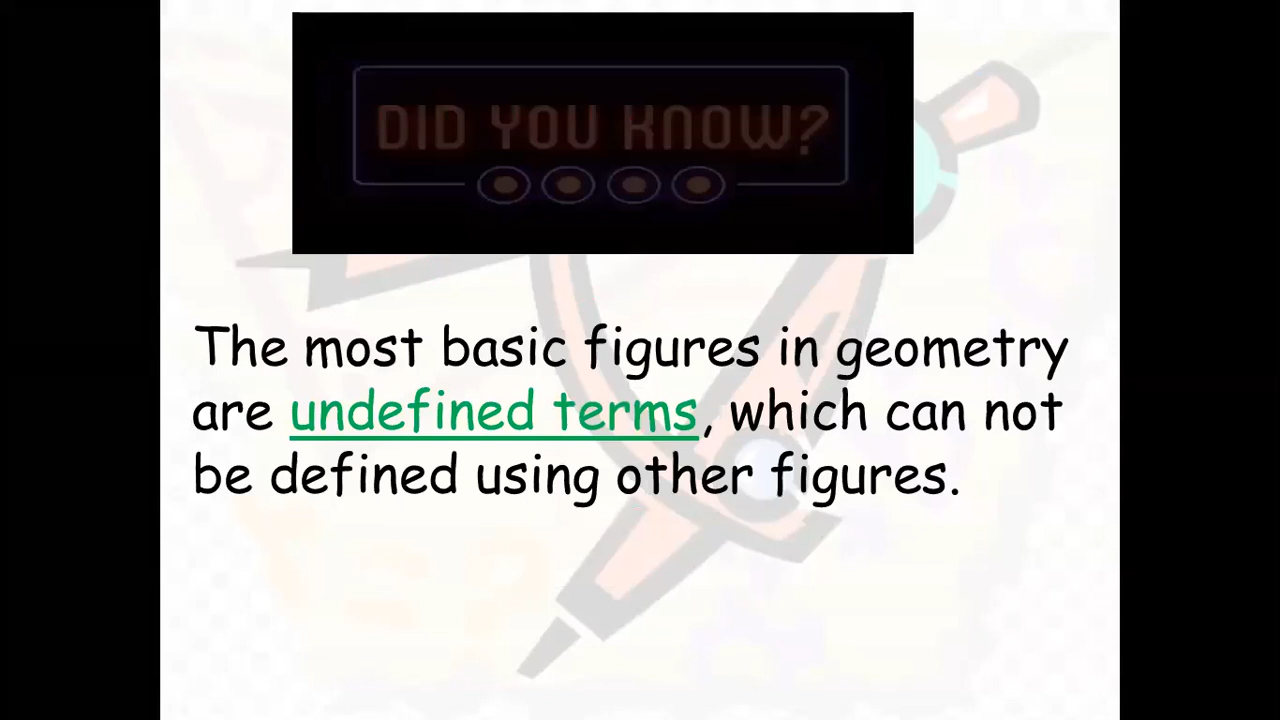 DID YOU KNOW?
The most basic figures in geometry
are undefined terms, which can not
be defined using other figures.